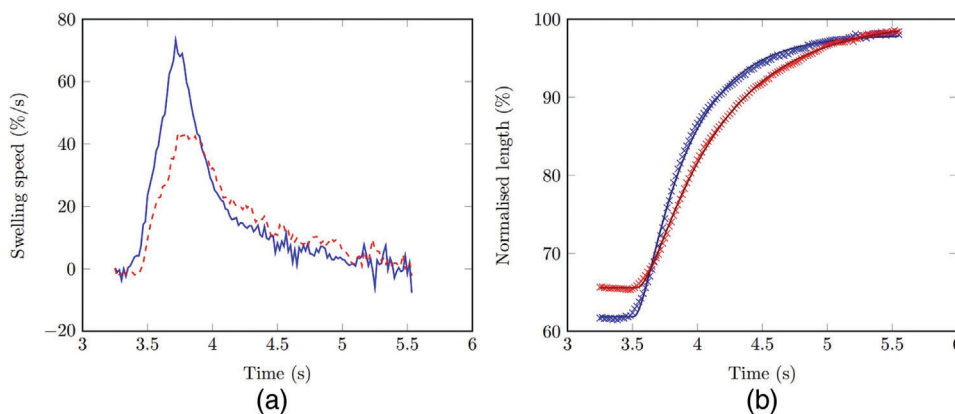 80
60
40
20
0
−20
Swelling speed (%/s)
3 3.5 4 4.5 5 5.5 6
Time (s)
(a)
100
90
80
70
60
Normalised length (%)
3 3.5 4 4.5 5 5.5 6
Time (s)
(b)